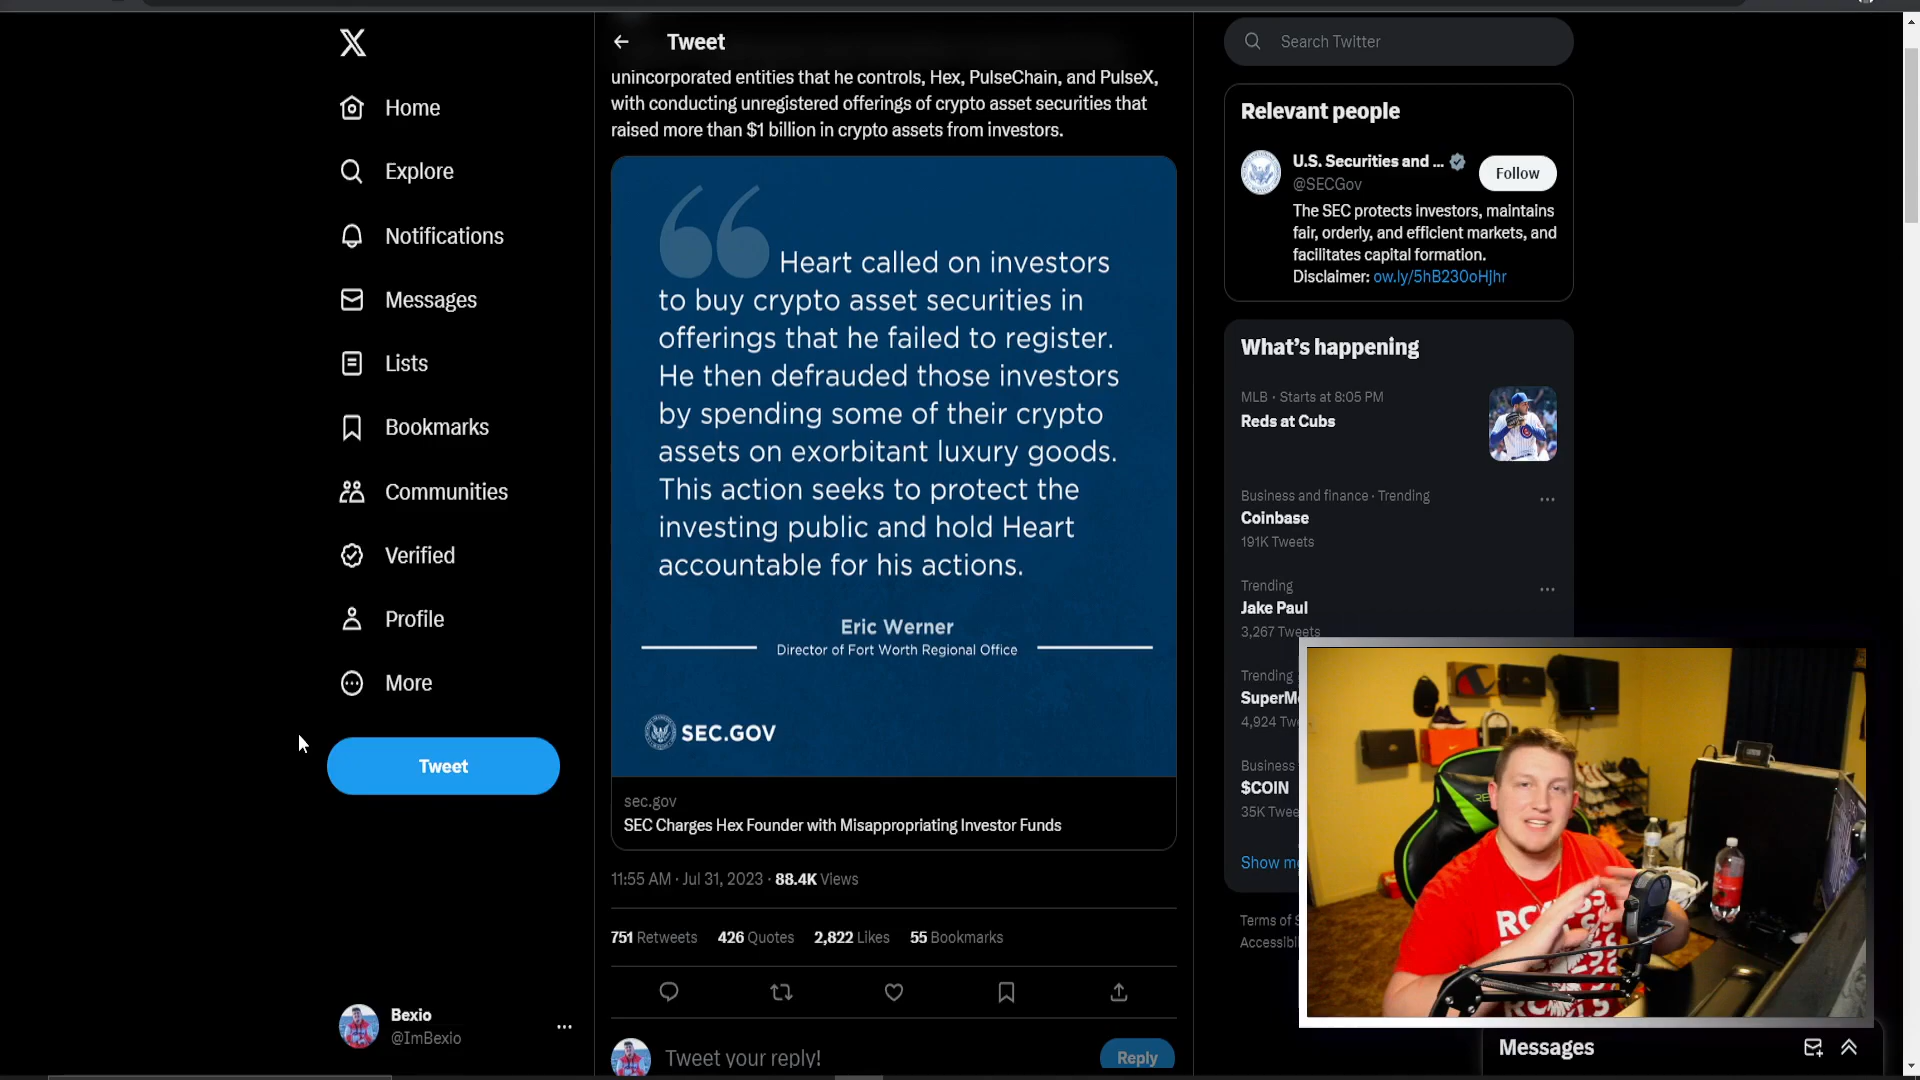 X
Home
Explore
Notifications
Messages
Lists
Bookmarks
Communities
Verified
Profile
More
Tweet
Bexio
@ImBexio
Tweet
unincorporated entities that he controls, Hex, PulseChain, and PulseX,
with conducting unregistered offerings of crypto asset securities that
raised more than $1 billion in crypto assets from investors.
“ Heart called on investors
to buy crypto asset securities in
offerings that he failed to register.
He then defrauded those investors
by spending some of their crypto
assets on exorbitant luxury goods.
This action seeks to protect the
investing public and hold Heart
accountable for his actions.
Eric Werner
Director of Fort Worth Regional Office
SEC.GOV
sec.gov
SEC Charges Hex Founder with Misappropriating Investor Funds
11:55 AM · Jul 31, 2023 · 88.4K Views
751 Retweets 426 Quotes 2,822 Likes 55 Bookmarks
Tweet your reply!
Reply
Search Twitter
Relevant people
U.S. Securities and ...
@SECGov
Follow
The SEC protects investors, maintains
fair, orderly, and efficient markets, and
facilitates capital formation.
Disclaimer: ow.ly/5hB230oHjhr
What's happening
MLB · Starts at 8:05 PM
Reds at Cubs
Business and finance · Trending
Coinbase
191K Tweets
Trending
Jake Paul
3,267 Tweets
Trending
4,924
Business
$COIN
35K
Show
Terms of
Messages